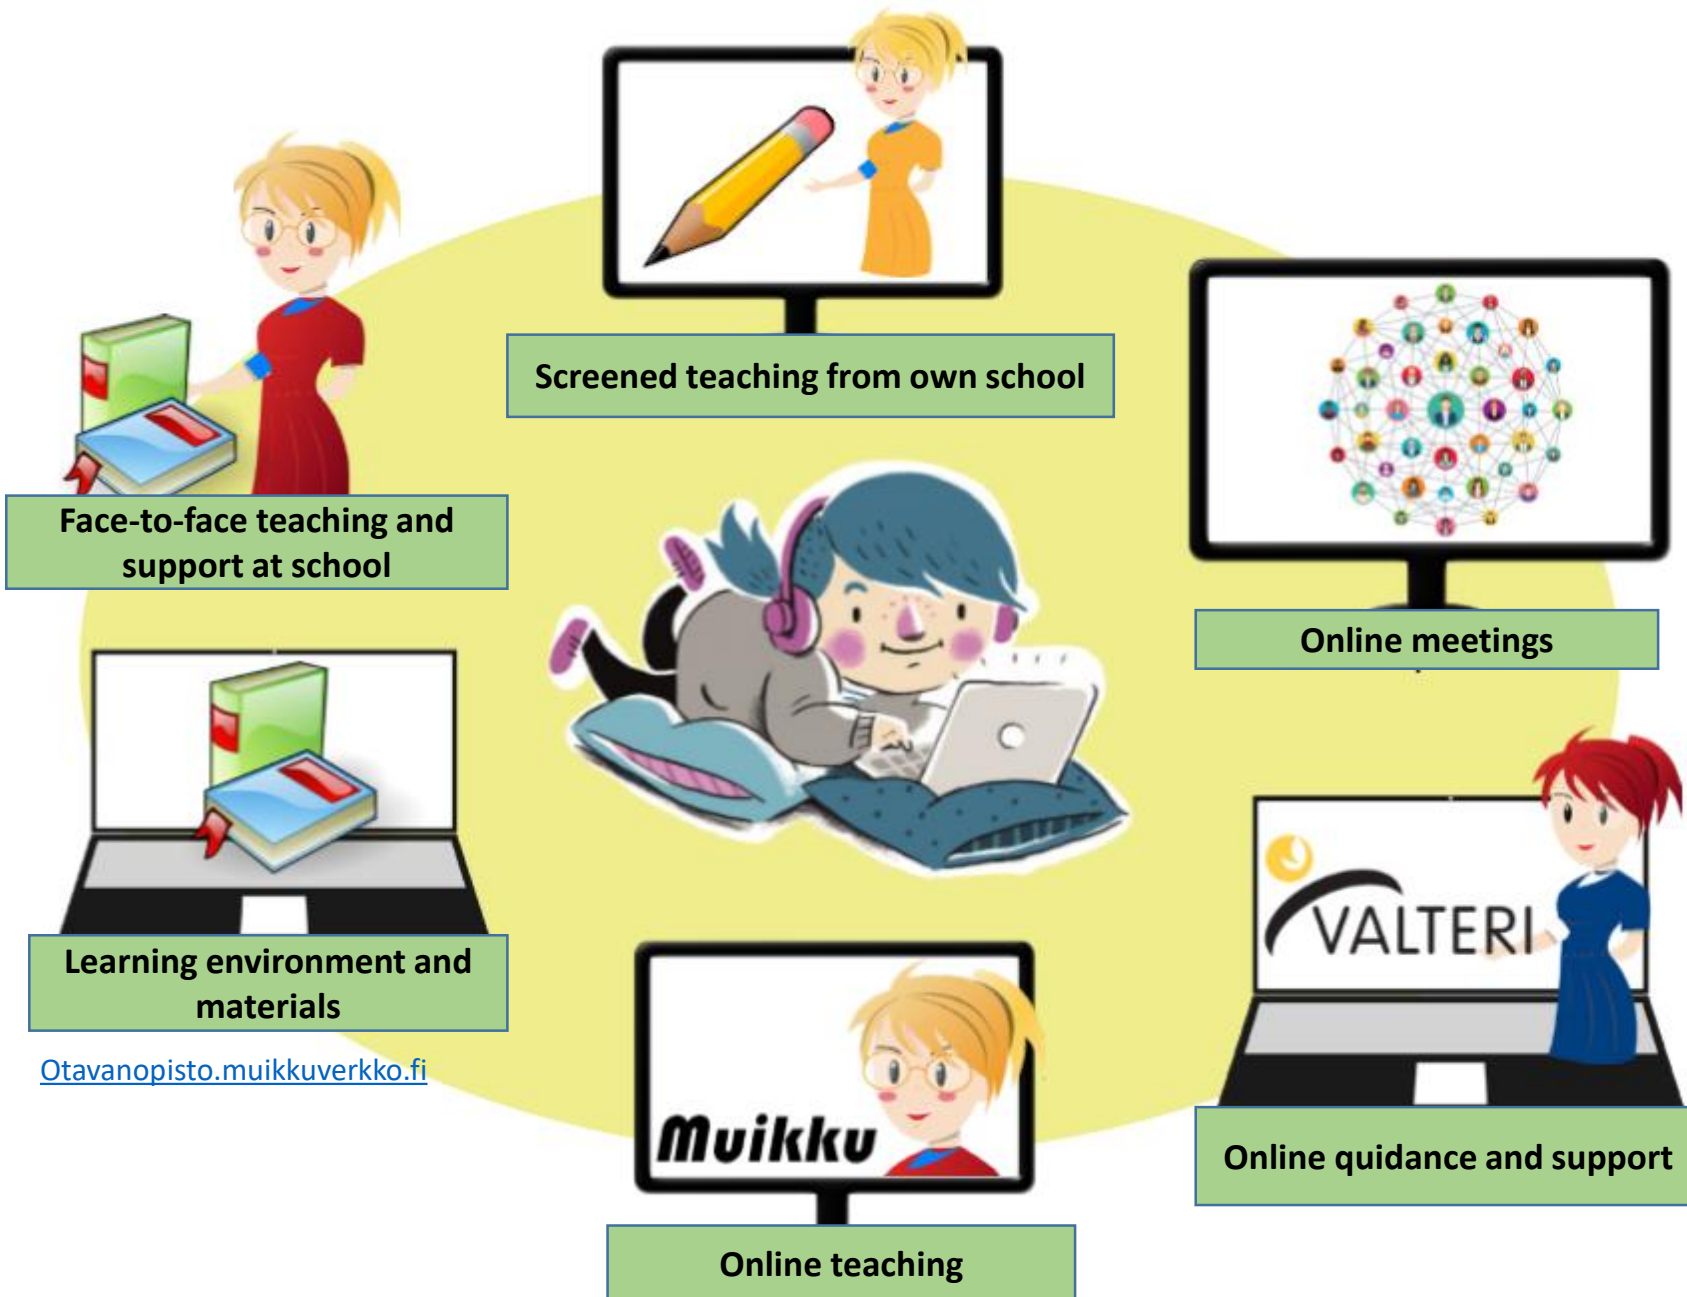 Screened teaching from own school
Face-to-face teaching and
support at school
Online meetings
Learning environment and
materials
Otavanopisto.muikkuverkko.fi
VALTERI
Online quidance and support
Muikku
Online teaching